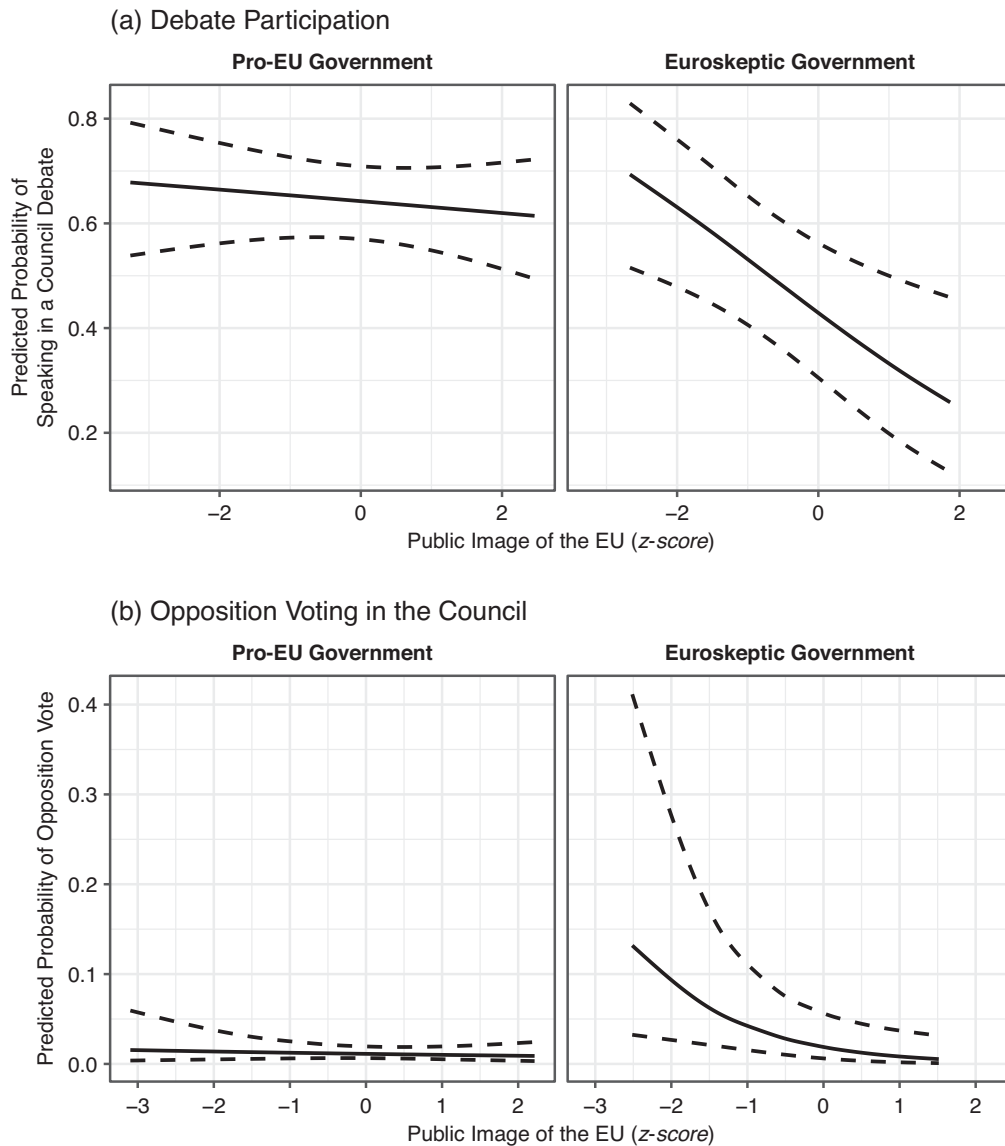 (a) Debate Participation
Pro-EU Government
Euroskeptic Government
Predicted Probability of
Speaking in a Council Debate
0.8
0.6
0.4
0.2
−2
0
2
−2
0
2
Public Image of the EU (z-score)
(b) Opposition Voting in the Council
Pro-EU Government
Euroskeptic Government
Predicted Probability of Opposition Vote
0.4
0.3
0.2
0.1
0.0
−3
−2
−1
0
1
2
−3
−2
−1
0
1
2
Public Image of the EU (z-score)